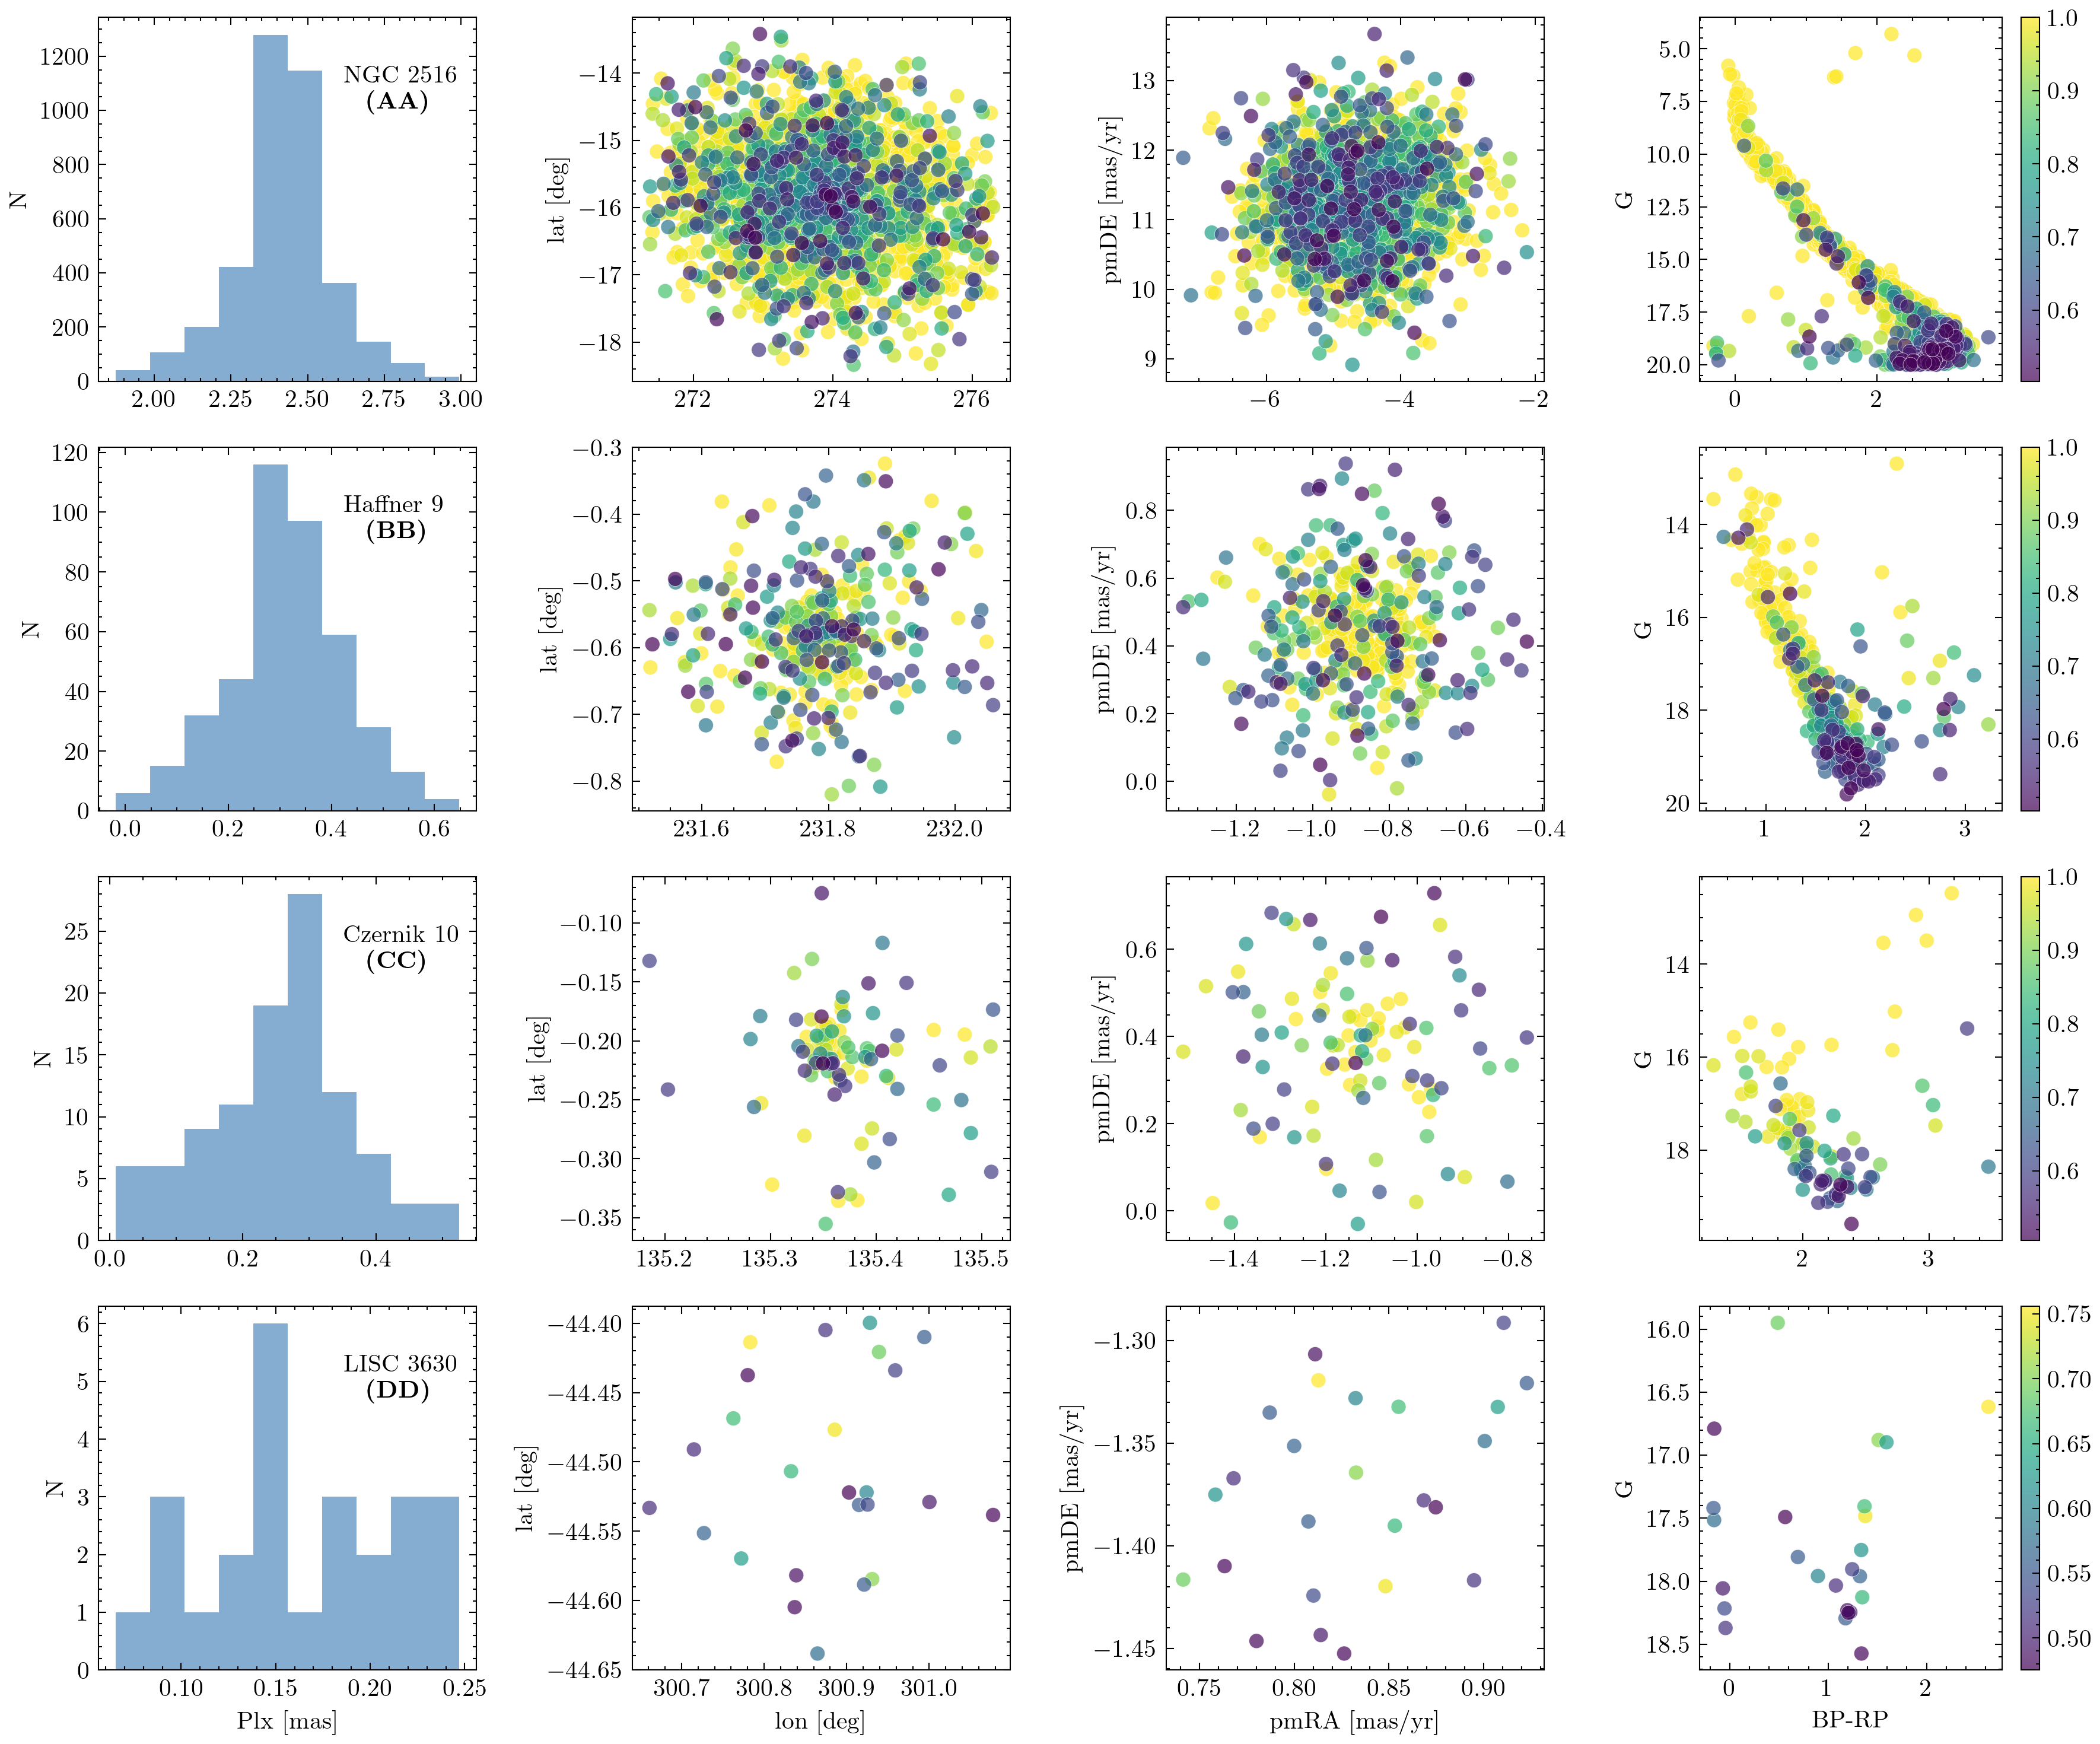 NGC 2516
(AA)
N
1200
1000
800
600
400
200
0
2.00 2.25 2.50 2.75 3.00
lat [deg]
−14
−15
−16
−17
−18
272 274 276
pmDE [mas/yr]
13
12
11
10
9
−6 −4 −2
G
5.0
7.5
10.0
12.5
15.0
17.5
20.0
0 2
1.0
0.9
0.8
0.7
0.6
Haffner 9
(BB)
N
120
100
80
60
40
20
0
0.0 0.2 0.4 0.6
lat [deg]
−0.3
−0.4
−0.5
−0.6
−0.7
−0.8
231.6 231.8 232.0
pmDE [mas/yr]
0.8
0.6
0.4
0.2
0.0
−1.2 −1.0 −0.8 −0.6 −0.4
G
14
16
18
20
1 2 3
1.0
0.9
0.8
0.7
0.6
Czernik 10
(CC)
N
25
20
15
10
5
0
0.0 0.2 0.4
lat [deg]
−0.10
−0.15
−0.20
−0.25
−0.30
−0.35
135.2 135.3 135.4 135.5
pmDE [mas/yr]
0.6
0.4
0.2
0.0
−1.4 −1.2 −1.0 −0.8
G
14
16
18
2 3
1.0
0.9
0.8
0.7
0.6
LISC 3630
(DD)
N
6
5
4
3
2
1
0
0.10 0.15 0.20 0.25
Plx [mas]
lat [deg]
−44.40
−44.45
−44.50
−44.55
−44.60
−44.65
300.7 300.8 300.9 301.0
lon [deg]
pmDE [mas/yr]
−1.30
−1.35
−1.40
−1.45
0.75 0.80 0.85 0.90
pmRA [mas/yr]
G
16.0
16.5
17.0
17.5
18.0
18.5
0 1 2
BP-RP
0.75
0.70
0.65
0.60
0.55
0.50